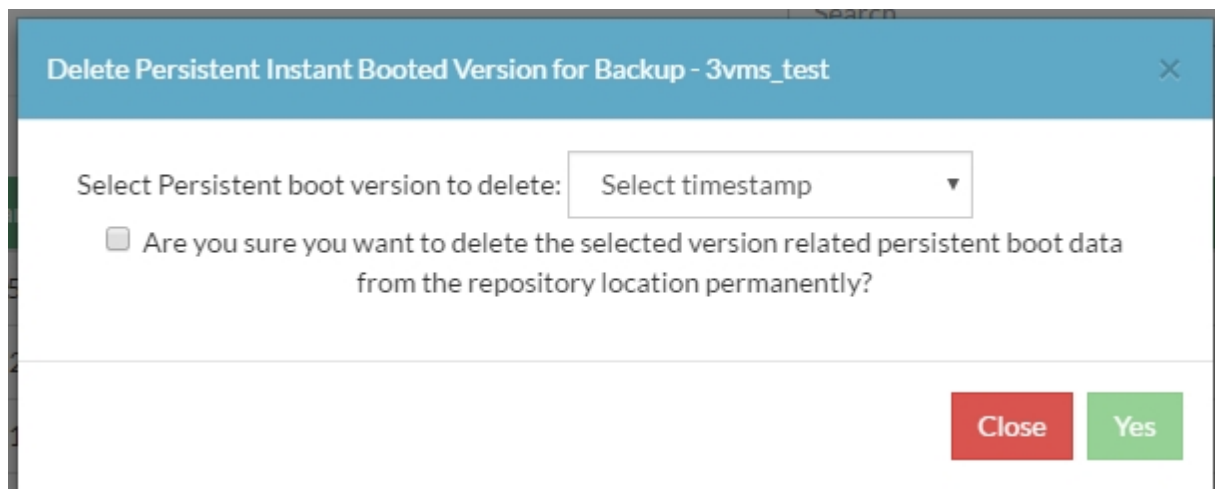 Search
Delete Persistent Instant Booted Version for Backup - 3vms_test
×
Select Persistent boot version to delete: Select timestamp
Are you sure you want to delete the selected version related persistent boot data
from the repository location permanently?
Close Yes